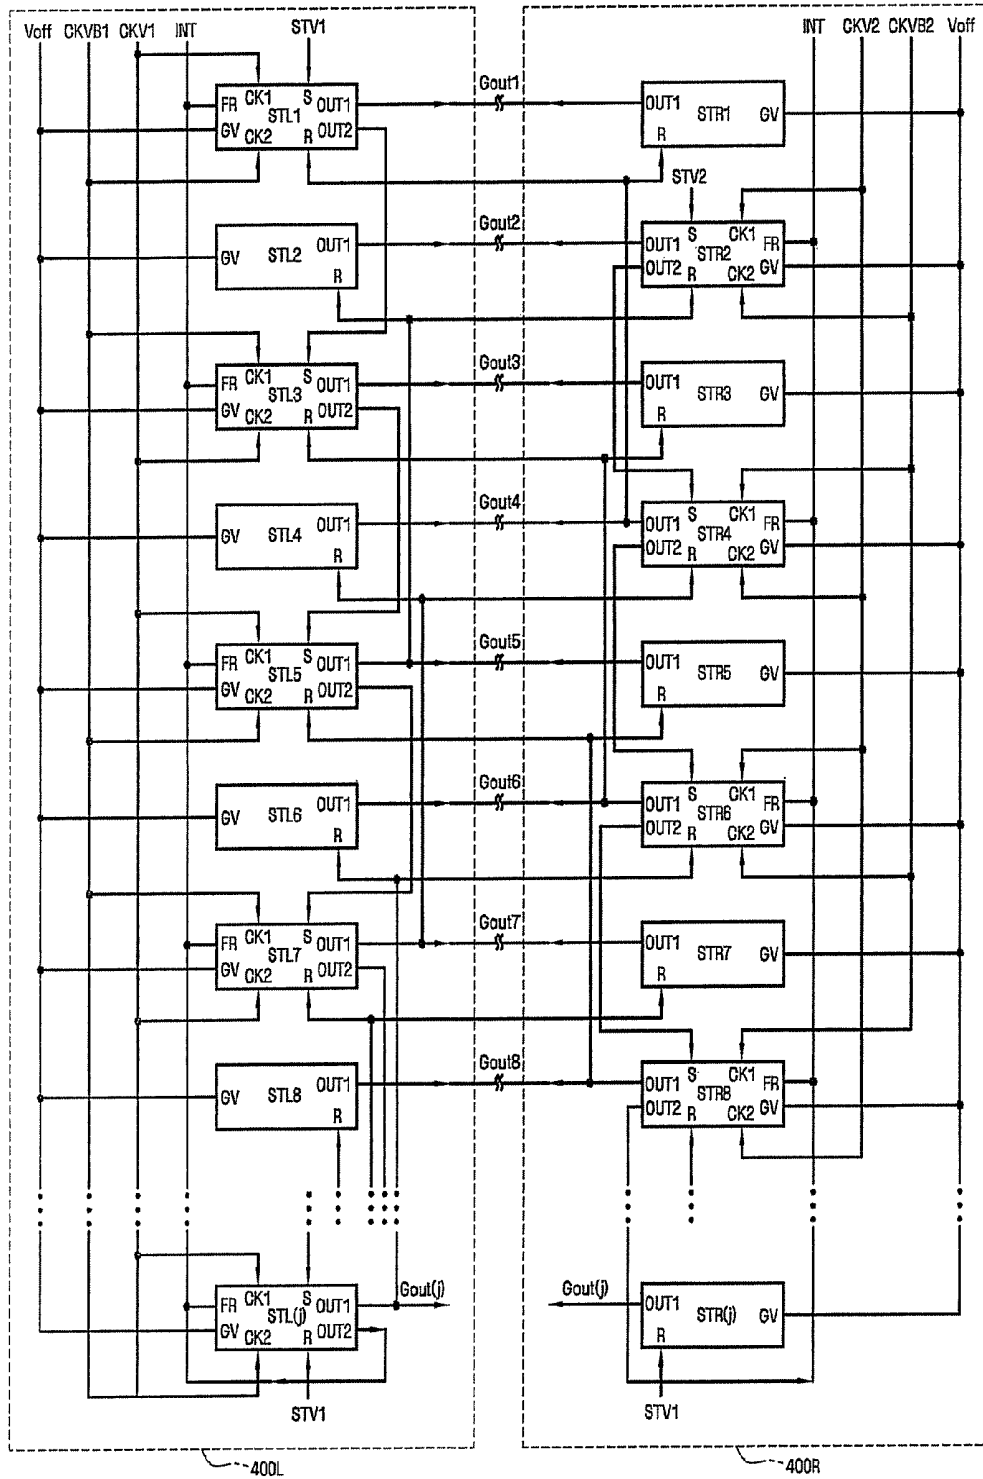 Voff CKVB1 CKV1 INT STV1
INT CKV2 CKVB2 Voff
FR CK1 S OUT1
STL1
GV CK2 R OUT2
Gout1
OUT1 STR1 GV
R
STV2
STL2 OUT1
GV
R
Gout2
OUT1 S CK1 FR
STR2
OUT2 R CK2 GV
FR CK1 S OUT1
STL3
GV CK2 R OUT2
Gout3
OUT1 STR3 GV
R
STL4 OUT1
GV
R
Gout4
OUT1 S CK1 FR
STR4
OUT2 R CK2 GV
FR CK1 S OUT1
STL5
GV CK2 R OUT2
Gout5
OUT1 STR5 GV
R
STL6 OUT1
GV
R
Gout6
OUT1 S CK1 FR
STR6
OUT2 R CK2 GV
FR CK1 S OUT1
STL7
GV CK2 R OUT2
Gout7
OUT1 STR7 GV
R
STL8 OUT1
GV
R
Gout8
OUT1 S CK1 FR
STR8
OUT2 R CK2 GV
FR CK1 S OUT1
STL(j)
GV CK2 R OUT2
Gout(j)
Gout(j)
OUT1 STR(j) GV
R
STV1
STV1
400L
400R